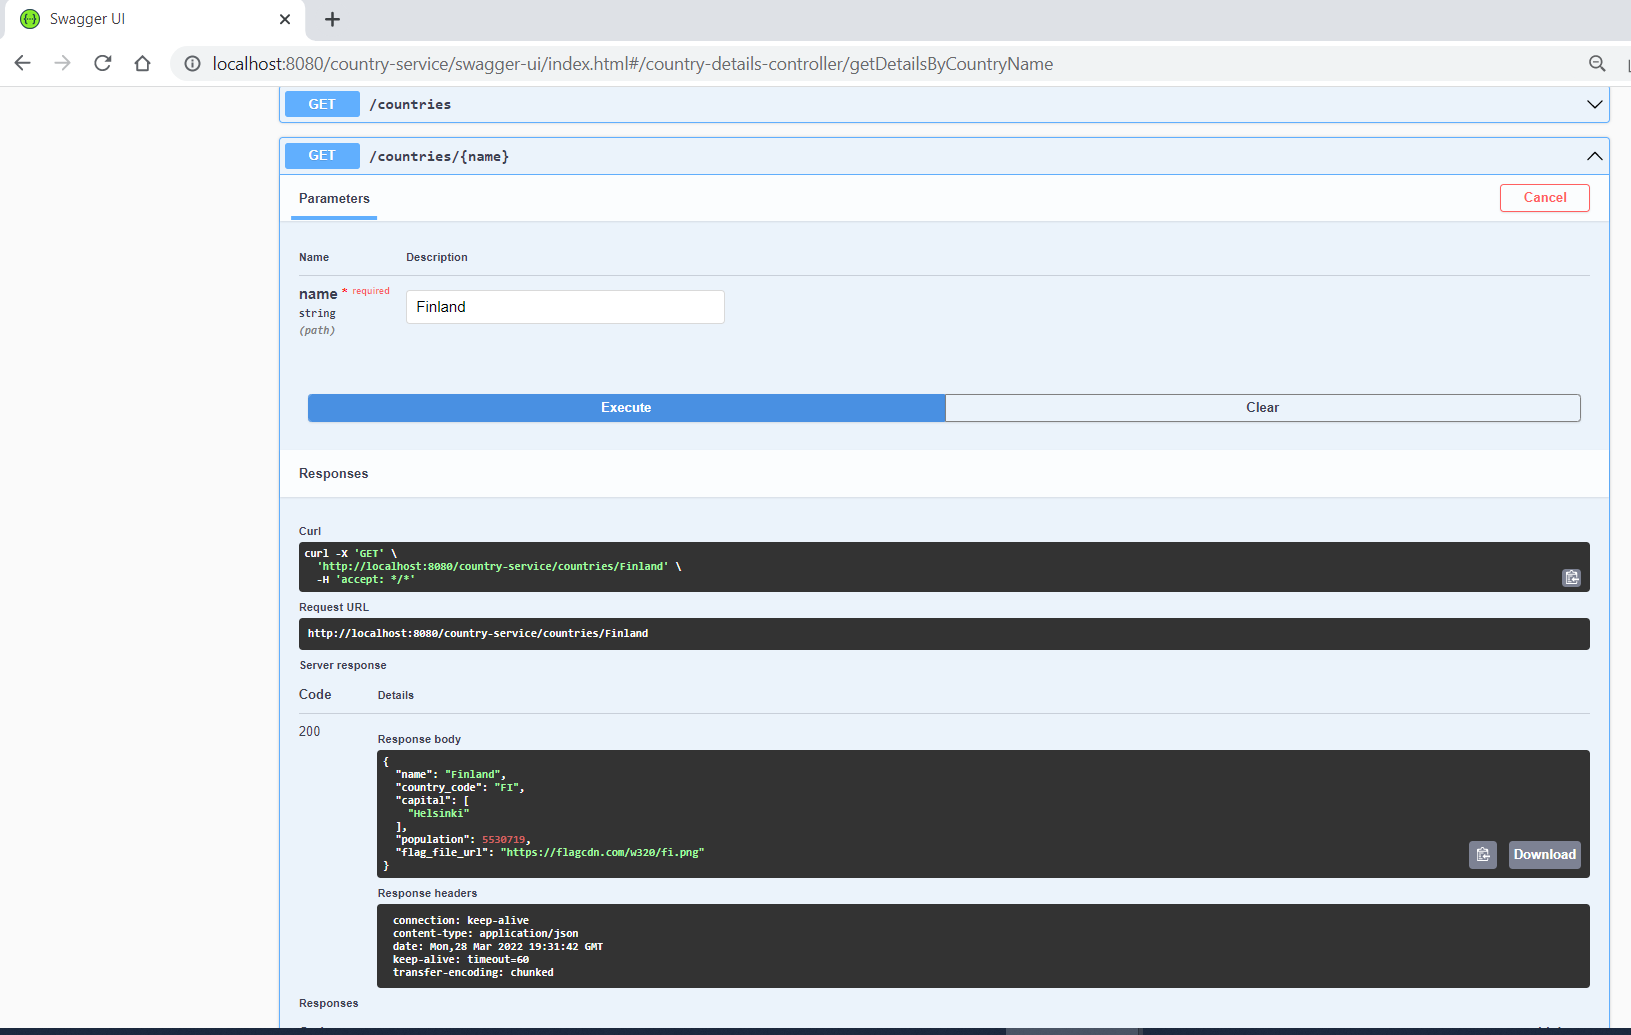 Swagger UI
localhost:8080/country-service/swagger-ui/index.html#/country-details-controller/getDetailsByCountryName
GET /countries
GET /countries/{name}
Parameters
Cancel
Name Description
name * required
string
(path)
Finland
Execute Clear
Responses
Curl
curl -X 'GET' \
'http://localhost:8080/country-service/countries/Finland' \
-H 'accept: */*'
Request URL
http://localhost:8080/country-service/countries/Finland
Server response
Code Details
200
Response body
{
"name": "Finland",
"country_code": "FI",
"capital": [
"Helsinki"
],
"population": 5530719,
"flag_file_url": "https://flagcdn.com/w320/fi.png"
}
Download
Response headers
connection: keep-alive
content-type: application/json
date: Mon,28 Mar 2022 19:31:42 GMT
keep-alive: timeout=60
transfer-encoding: chunked
Responses